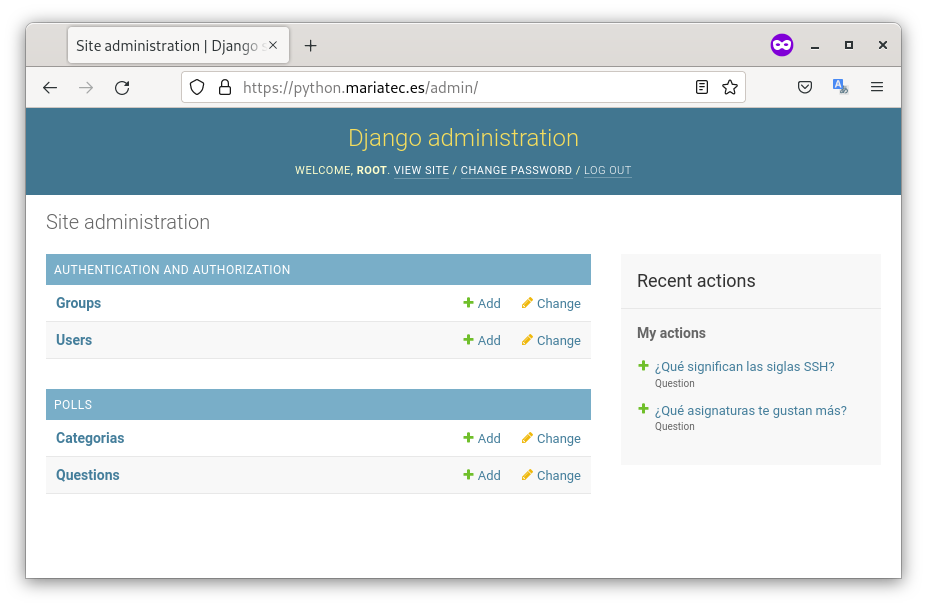 Site administration | Django s
https://python.mariatec.es/admin/
Django administration
WELCOME, ROOT. VIEW SITE / CHANGE PASSWORD / LOG OUT
Site administration
AUTHENTICATION AND AUTHORIZATION
Groups Add Change
Users Add Change
POLLS
Categorias Add Change
Questions Add Change
Recent actions
My actions
¿Qué significan las siglas SSH?
Question
¿Qué asignaturas te gustan más?
Question